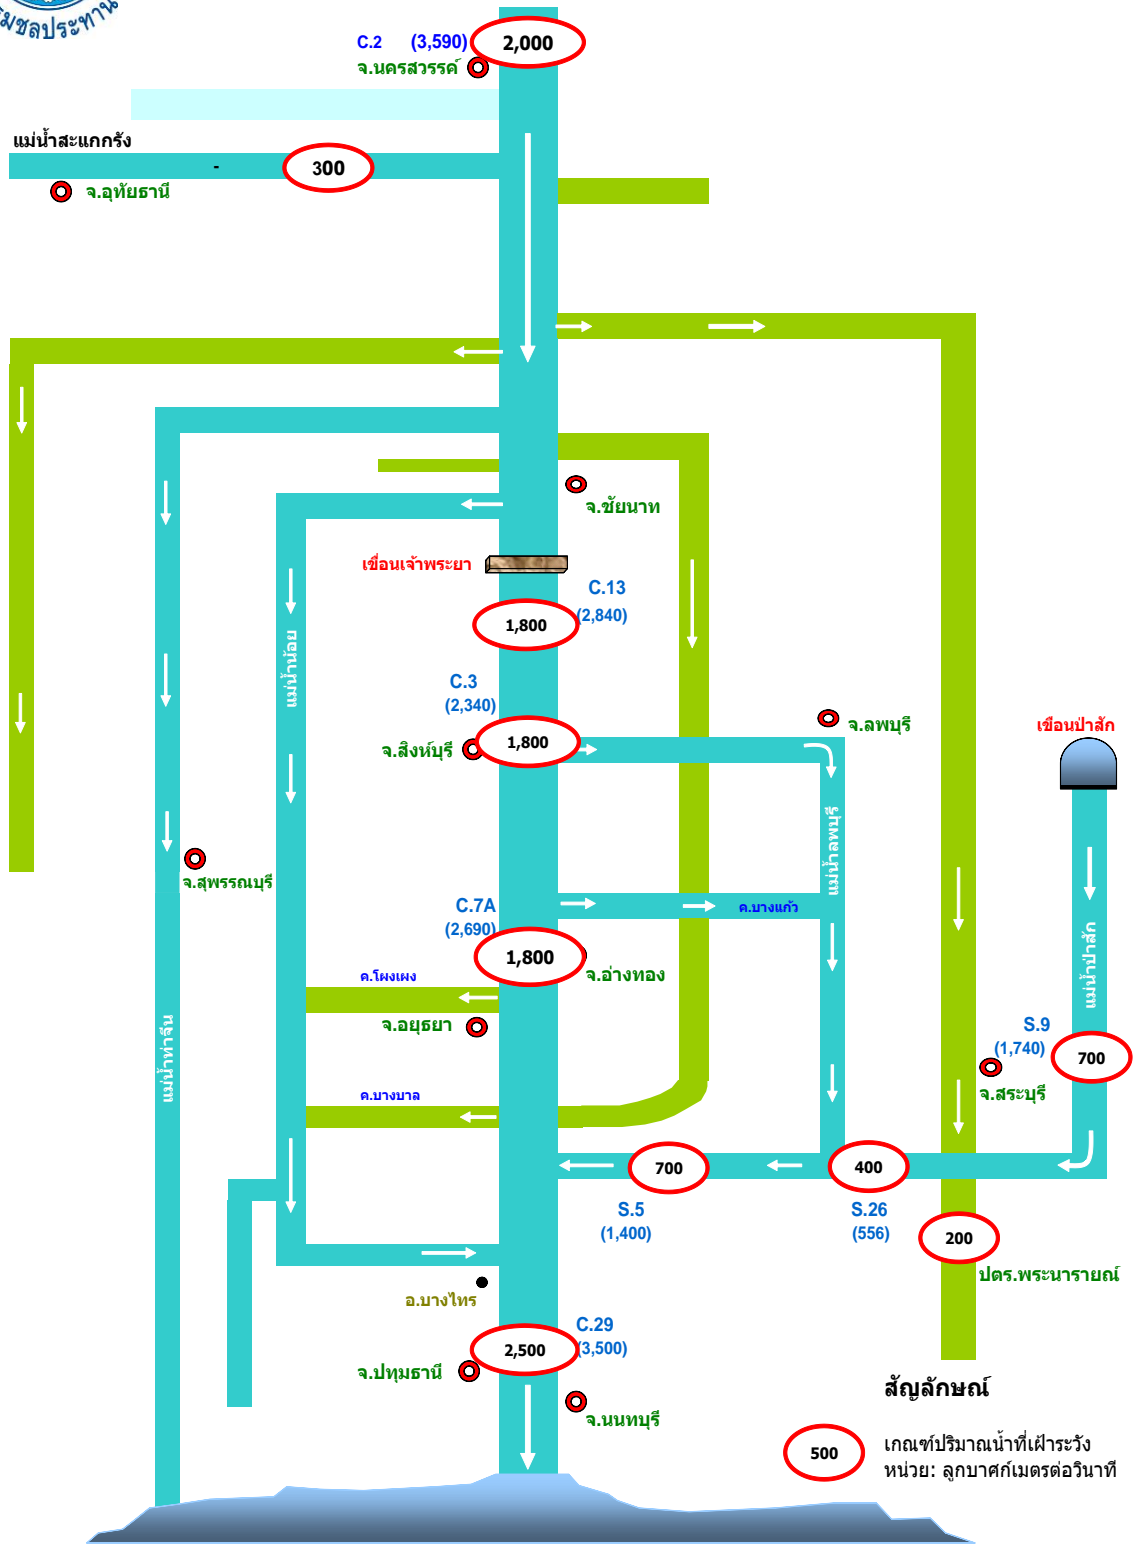 รมชลประทาน
C.2 (3,590) 2,000
จ.นครสวรรค์
แม่น้ำสะแกกรัง
- 300
จ.อุทัยธานี
จ.ชัยนาท
เขื่อนเจ้าพระยา
C.13
(2,840)
1,800
แม่น้ำน้อย
C.3
(2,340)
1,800
จ.สิงห์บุรี
จ.ลพบุรี
เขื่อนป่าสัก
แม่น้ำลพบุรี
จ.สุพรรณบุรี
C.7A
(2,690)
ค.บางแก้ว
1,800
จ.อ่างทอง
แม่น้ำป่าสัก
ค.โผงเผง
จ.อยุธยา
แม่น้ำท่าจีน
S.9
(1,740)
700
จ.สระบุรี
ค.บางบาล
700
400
S.5
(1,400)
S.26
(556)
200
ปตร.พระนารายณ์
อ.บางไทร
C.29
(3,500)
2,500
จ.ปทุมธานี
จ.นนทบุรี
สัญลักษณ์
500
เกณฑ์ปริมาณน้ำที่เฝ้าระวัง
หน่วย: ลูกบาศก์เมตรต่อวินาที